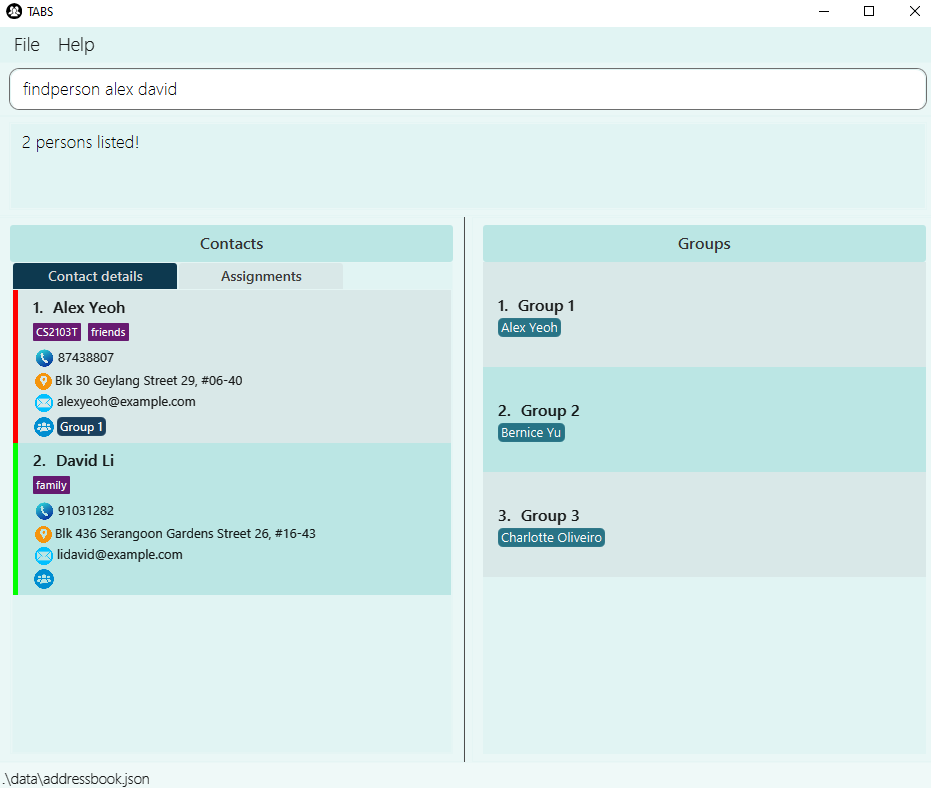 TABS
File Help
findperson alex david
2 persons listed!
Contacts
Contact details Assignments
1. Alex Yeoh
CS2103T friends
87438807
Blk 30 Geylang Street 29, #06-40
alexyeoh@example.com
Group 1
2. David Li
family
91031282
Blk 436 Serangoon Gardens Street 26, #16-43
lidavid@example.com
Groups
1. Group 1
Alex Yeoh
2. Group 2
Bernice Yu
3. Group 3
Charlotte Oliveiro
.\data\addressbook.json